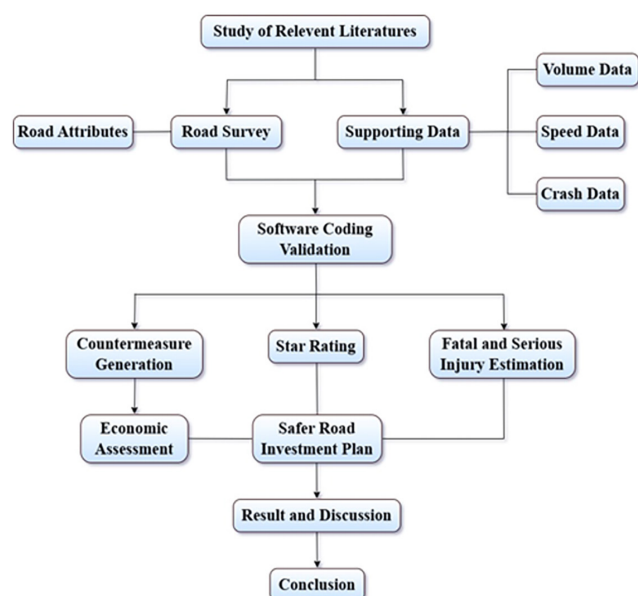 Study of Relevent Literatures
Volume Data
Road Attributes
Road Survey
Supporting Data
Speed Data
Crash Data
Software Coding
Validation
Countermeasure
Generation
Star Rating
Fatal and Serious
Injury Estimation
Economic
Assessment
Safer Road
Investment Plan
Result and Discussion
Conclusion